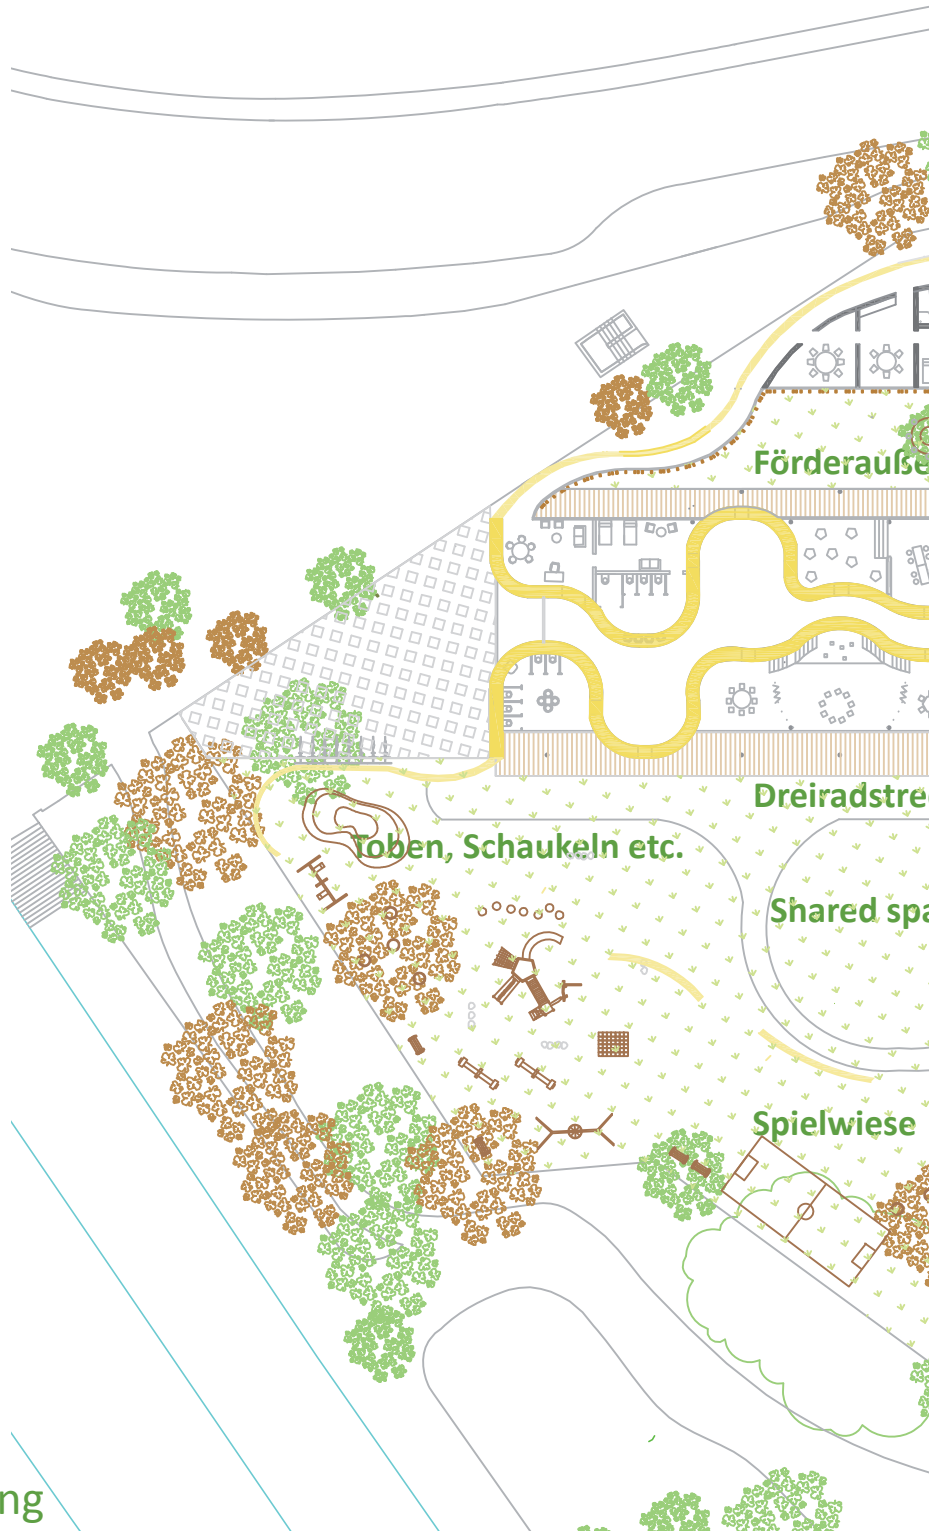 Förderauße
Dreiradstre
Toben, Schaukeln etc.
Shared spa
Spielwiese
ng